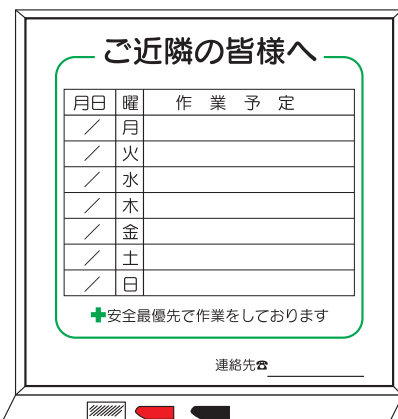 ご近隣の皆様へ
月日 曜 作業予定
／ 月
／ 火
／ 水
／ 木
／ 金
／ 土
／ 日
✚安全最優先で作業をしております
連絡先☎